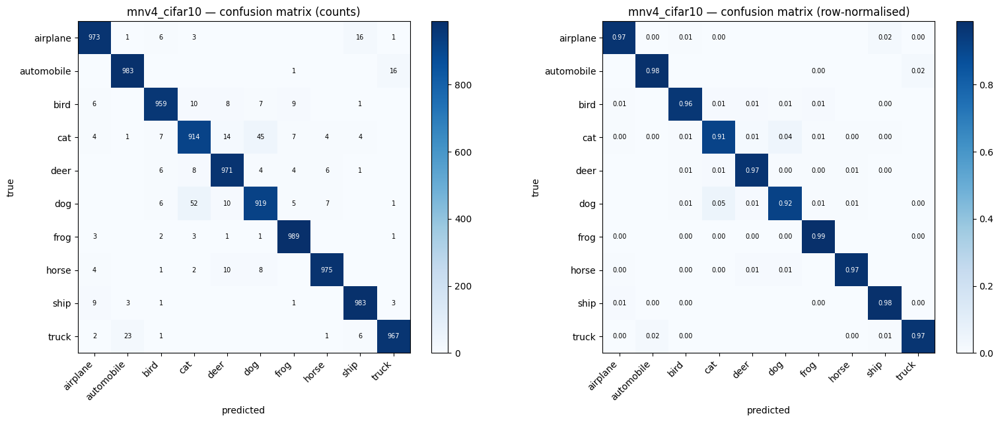 mnv4_cifar10 — confusion matrix (counts)
airplane 973 1 6 3 16 1
automobile 983 1 16
bird 6 959 10 8 7 9 1
cat 4 1 7 914 14 45 7 4 4
deer 6 8 971 4 4 6 1
dog 6 52 10 919 5 7 1
frog 3 2 3 1 1 989 1
horse 4 1 2 10 8 975
ship 9 3 1 1 983 3
truck 2 23 1 1 6 967
true
airplane automobile bird cat deer dog frog horse ship truck
predicted
800
600
400
200
0
mnv4_cifar10 — confusion matrix (row-normalised)
airplane 0.97 0.00 0.01 0.00 0.02 0.00
automobile 0.98 0.00 0.02
bird 0.01 0.96 0.01 0.01 0.01 0.01 0.00
cat 0.00 0.00 0.01 0.91 0.01 0.04 0.01 0.00 0.00
deer 0.01 0.01 0.97 0.00 0.00 0.01 0.00
dog 0.01 0.05 0.01 0.92 0.01 0.01 0.00
frog 0.00 0.00 0.00 0.00 0.00 0.99 0.00
horse 0.00 0.00 0.00 0.01 0.01 0.97
ship 0.01 0.00 0.00 0.00 0.98 0.00
truck 0.00 0.02 0.00 0.00 0.01 0.97
true
airplane automobile bird cat deer dog frog horse ship truck
predicted
0.8
0.6
0.4
0.2
0.0